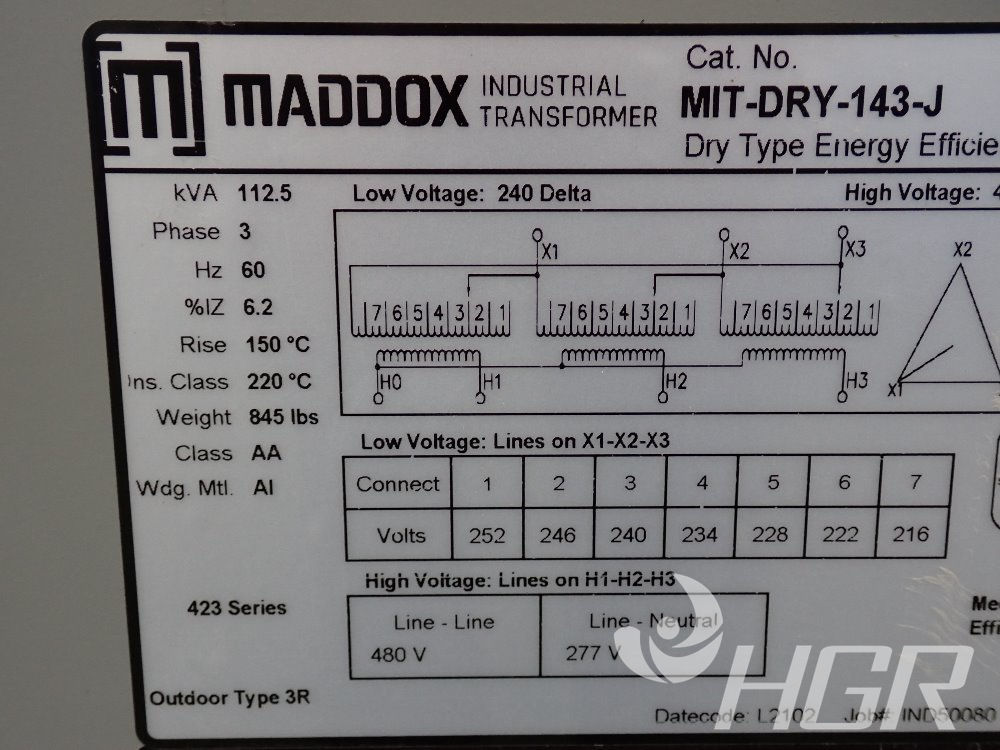 MADDOX INDUSTRIAL TRANSFORMER
Cat. No.
MIT-DRY-143-J
Dry Type Energy Efficie
kVA 112.5
Phase 3
Hz 60
%IZ 6.2
Rise 150 °C
Ins. Class 220 °C
Weight 845 lbs
Class AA
Wdg. Mtl. Al
423 Series
Outdoor Type 3R
Low Voltage: 240 Delta
High Voltage: 4
X1 X2 X3
7 6 5 4 3 2 1 7 6 5 4 3 2 1 7 6 5 4 3 2 1
H0 H1 H2 H3
X2
X1
Low Voltage: Lines on X1-X2-X3
Connect 1 2 3 4 5 6 7
Volts 252 246 240 234 228 222 216
High Voltage: Lines on H1-H2-H3
Line - Line Line - Neutral
480 V 277 V
Me
Effi
Datecode: L2102 Job#: IND50080
HGR